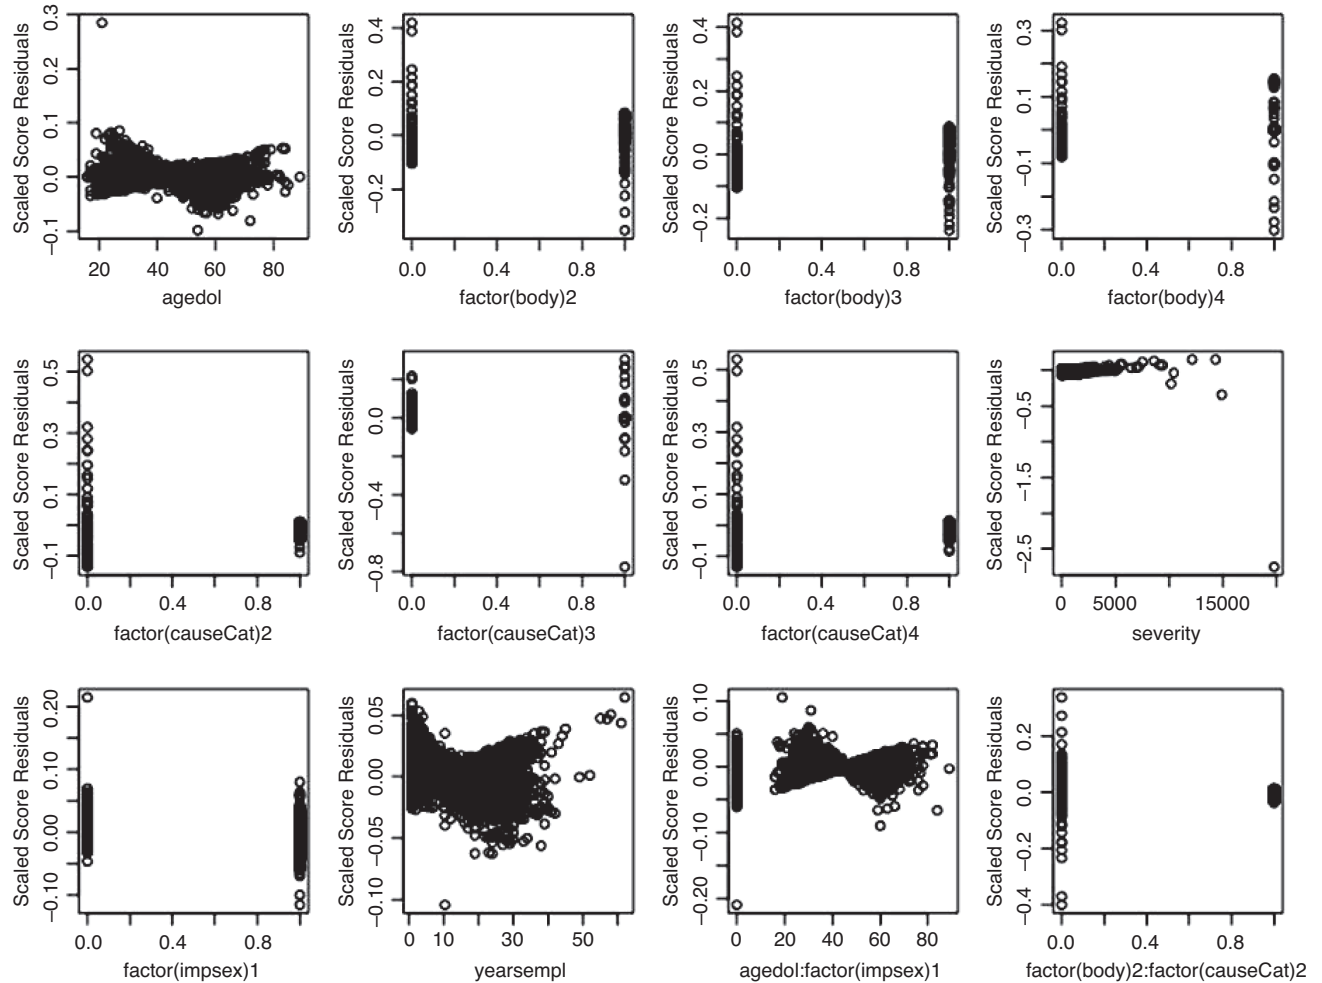 Scaled Score Residuals
0.3
0.2
0.1
0.0
−0.1
20 40 60 80
agedol
Scaled Score Residuals
0.4
0.2
0.0
−0.2
0.0 0.4 0.8
factor(body)2
Scaled Score Residuals
0.4
0.2
0.0
−0.2
0.0 0.4 0.8
factor(body)3
Scaled Score Residuals
0.3
0.1
−0.1
−0.3
0.0 0.4 0.8
factor(body)4
Scaled Score Residuals
0.5
0.3
0.1
−0.1
0.0 0.4 0.8
factor(causeCat)2
Scaled Score Residuals
0.0
−0.4
−0.8
0.0 0.4 0.8
factor(causeCat)3
Scaled Score Residuals
0.5
0.3
0.1
−0.1
0.0 0.4 0.8
factor(causeCat)4
Scaled Score Residuals
−0.5
−1.5
−2.5
0 5000 15000
severity
Scaled Score Residuals
0.20
0.10
0.00
−0.10
0.0 0.4 0.8
factor(impsex)1
Scaled Score Residuals
0.05
0.00
−0.05
−0.10
0 10 30 50
yearsempl
Scaled Score Residuals
0.10
0.00
−0.10
−0.20
0 20 40 60 80
agedol:factor(impsex)1
Scaled Score Residuals
0.2
0.0
−0.2
−0.4
0.0 0.4 0.8
factor(body)2:factor(causeCat)2